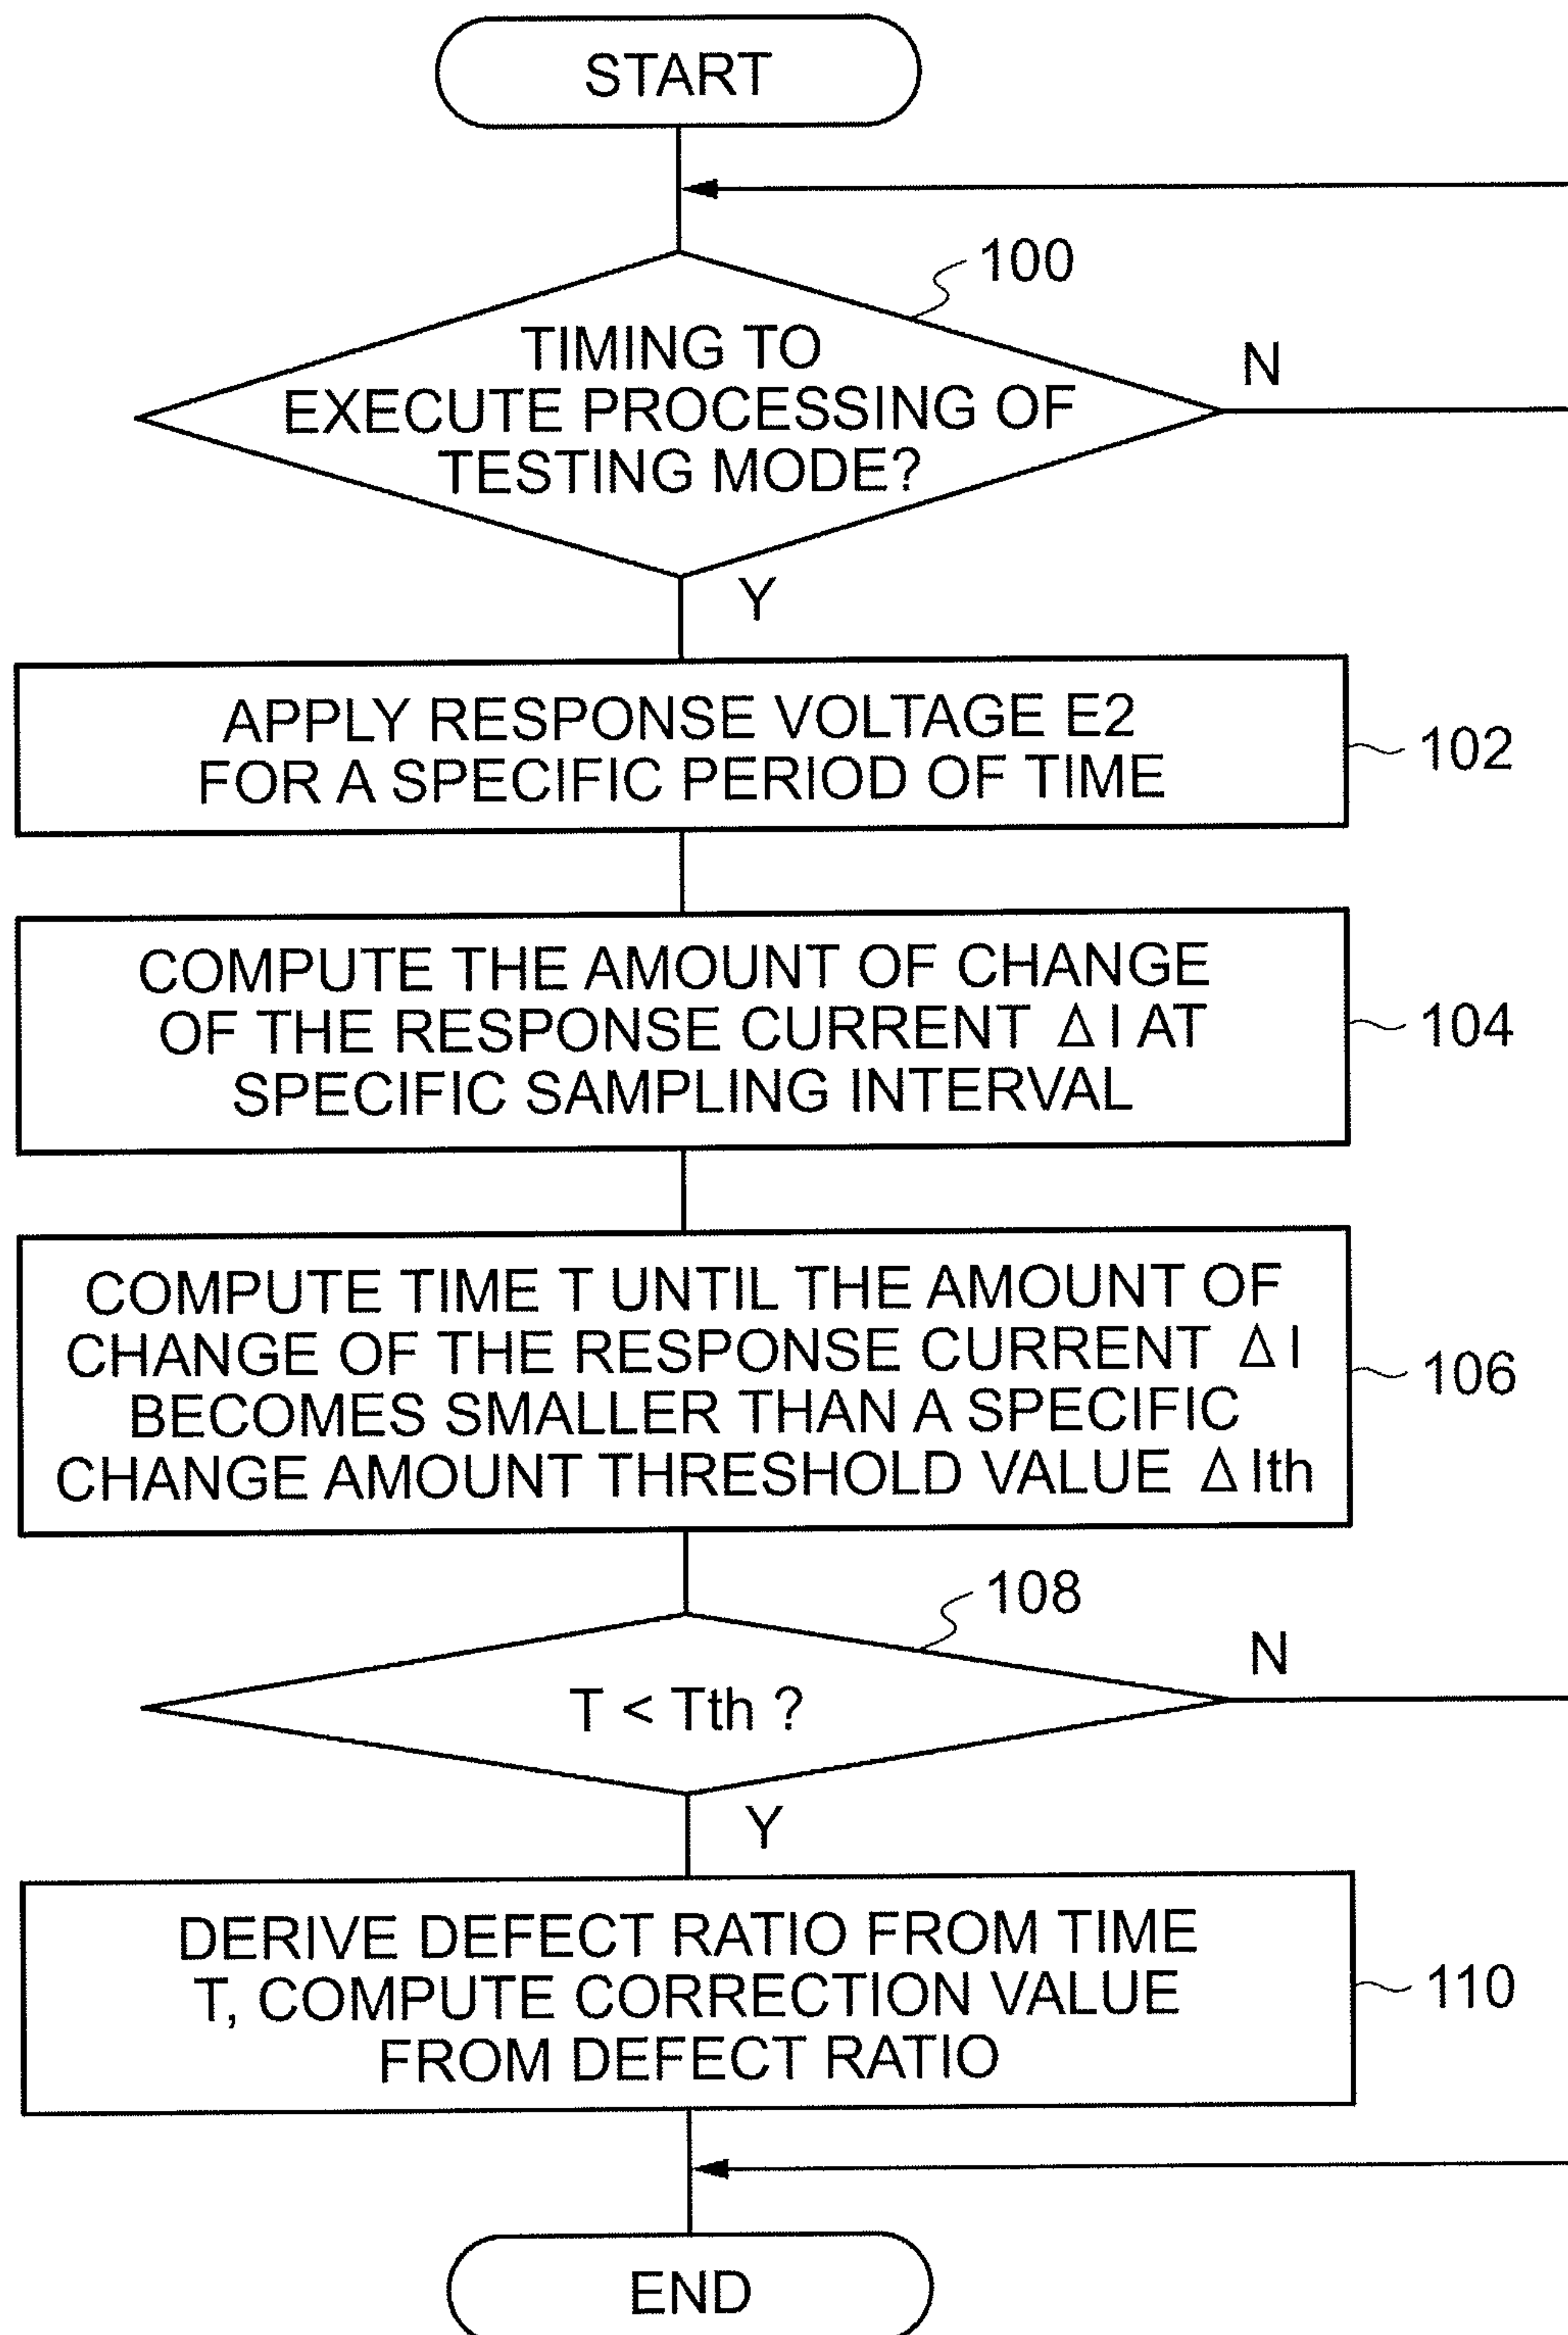 START
100
TIMING TO
EXECUTE PROCESSING OF
TESTING MODE?
N
Y
APPLY RESPONSE VOLTAGE E2
FOR A SPECIFIC PERIOD OF TIME
102
COMPUTE THE AMOUNT OF CHANGE
OF THE RESPONSE CURRENT Δ I AT
SPECIFIC SAMPLING INTERVAL
104
COMPUTE TIME T UNTIL THE AMOUNT OF
CHANGE OF THE RESPONSE CURRENT Δ I
BECOMES SMALLER THAN A SPECIFIC
CHANGE AMOUNT THRESHOLD VALUE Δ Ith
106
108
T < Tth ?
N
Y
DERIVE DEFECT RATIO FROM TIME
T, COMPUTE CORRECTION VALUE
FROM DEFECT RATIO
110
END